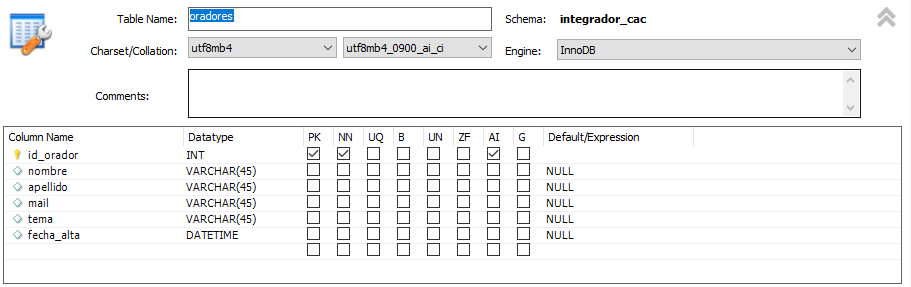 Table Name: oradores Schema: integrador_cac
Charset/Collation: utf8mb4 utf8mb4_0900_ai_ci Engine: InnoDB
Comments:
Column Name Datatype PK NN UQ B UN ZF AI G Default/Expression
id_orador INT
nombre VARCHAR(45) NULL
apellido VARCHAR(45) NULL
mail VARCHAR(45) NULL
tema VARCHAR(45) NULL
fecha_alta DATETIME NULL